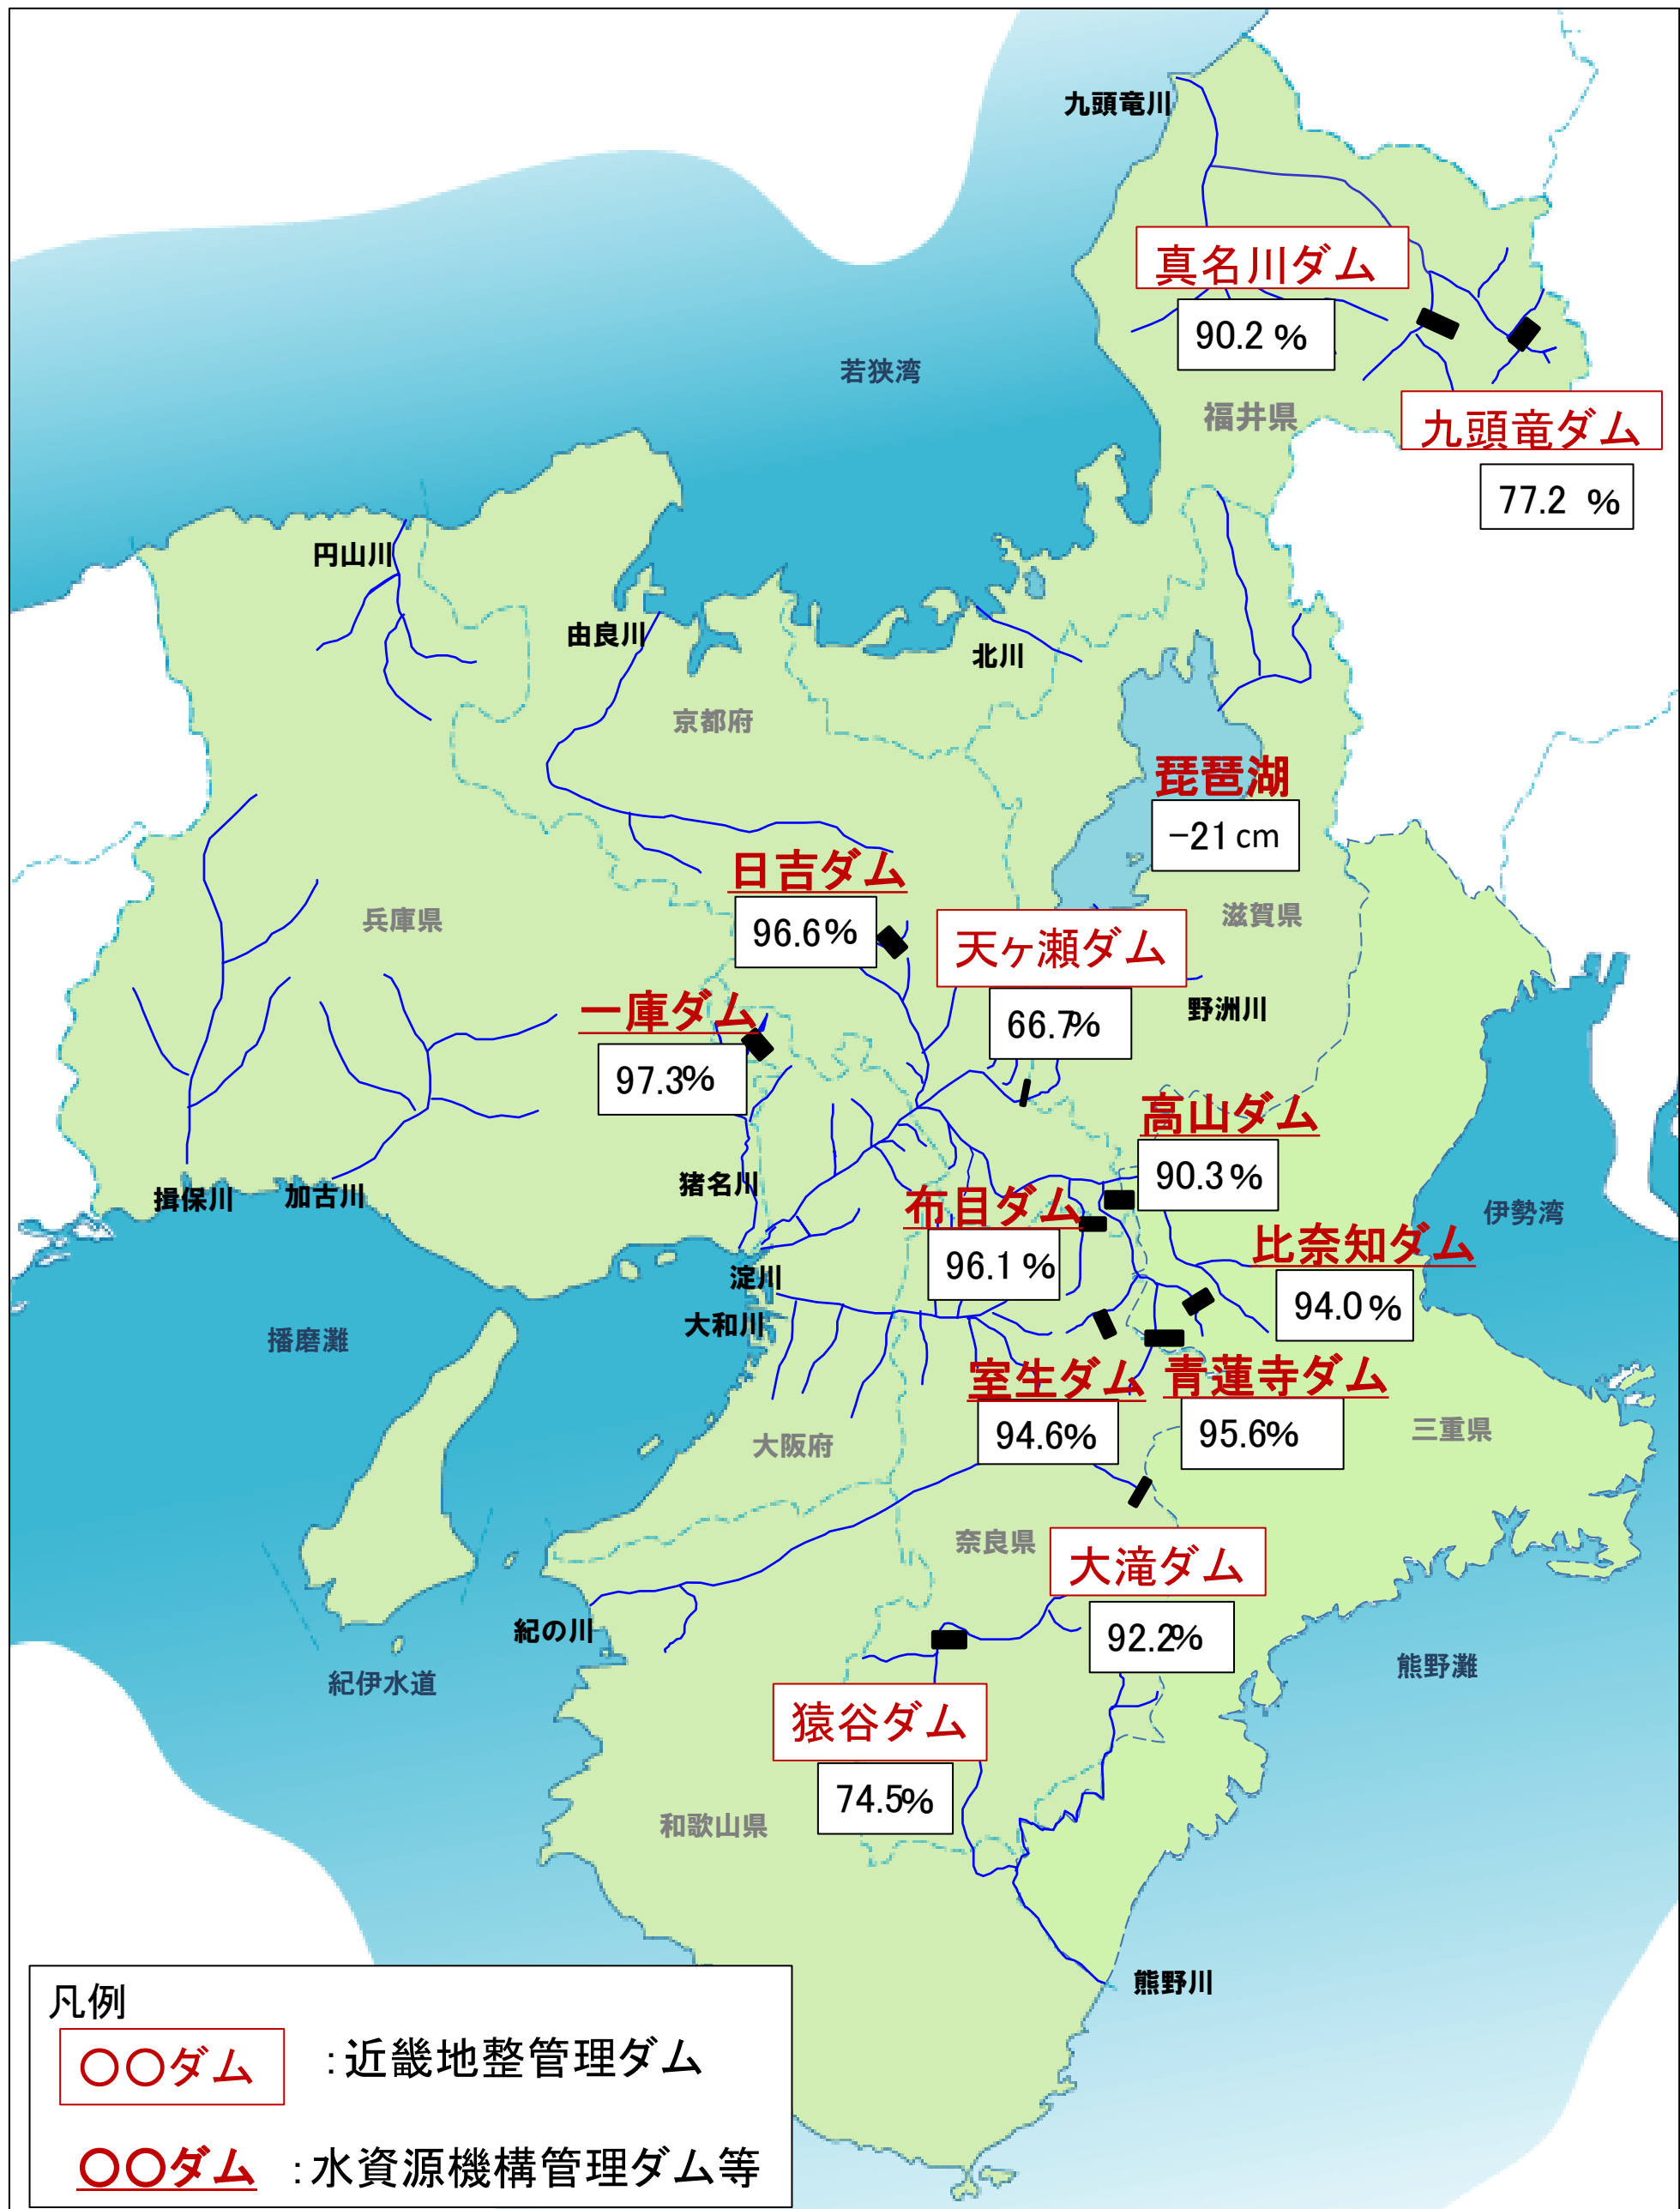 九頭竜川
真名川ダム
90.2 %
若狭湾
福井県
九頭竜ダム
77.2 %
円山川
由良川
北川
京都府
琵琶湖
−21 cm
日吉ダム
96.6%
兵庫県
滋賀県
天ヶ瀬ダム
66.7%
野洲川
一庫ダム
97.3%
高山ダム
90.3 %
猪名川
揖保川
加古川
布目ダム
96.1 %
伊勢湾
比奈知ダム
94.0 %
淀川
大和川
播磨灘
室生ダム
94.6%
青蓮寺ダム
95.6%
大阪府
三重県
奈良県
大滝ダム
92.2%
紀の川
紀伊水道
熊野灘
猿谷ダム
74.5%
和歌山県
熊野川
凡例
〇〇ダム :近畿地整管理ダム
〇〇ダム :水資源機構管理ダム等